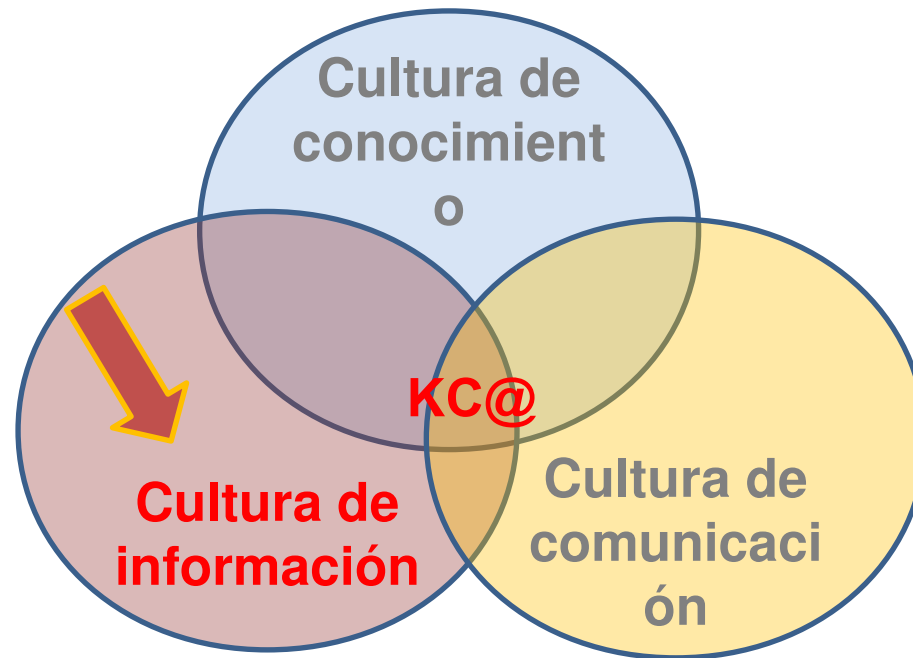 Cultura de
conocimient
o
KC@
Cultura de
información
Cultura de
comunicaci
ón